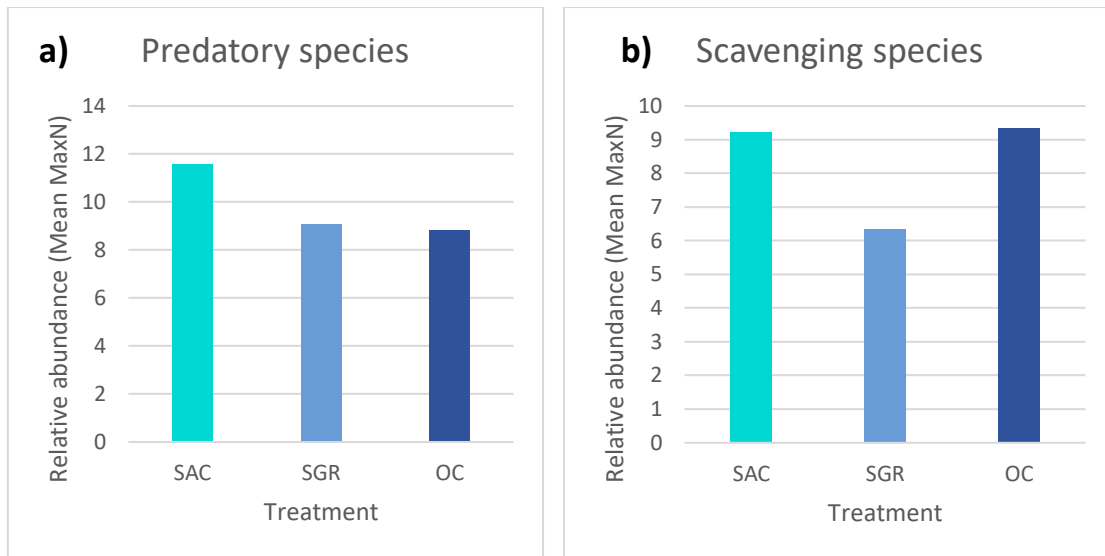 a) Predatory species
Relative abundance (Mean MaxN)
14
12
10
8
6
4
2
0
SAC SGR OC
Treatment
b) Scavenging species
Relative abundance (Mean MaxN)
10
9
8
7
6
5
4
3
2
1
0
SAC SGR OC
Treatment